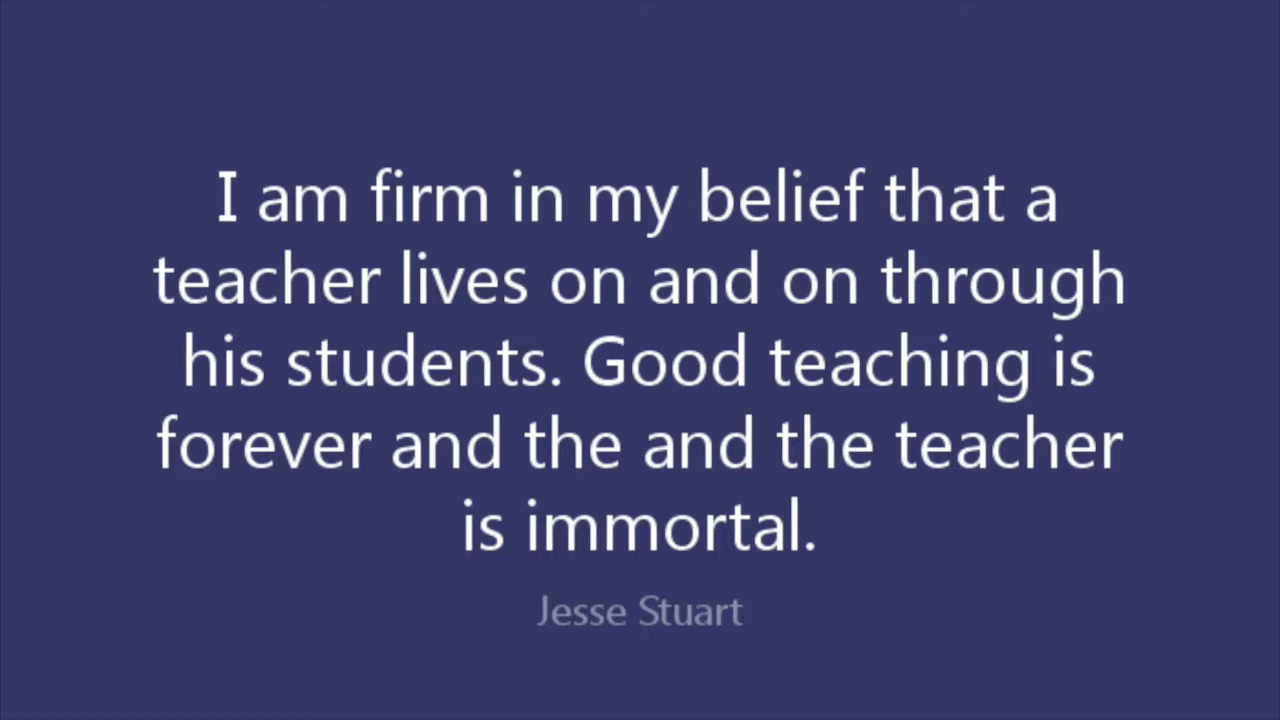 I am firm in my belief that a
teacher lives on and on through
his students. Good teaching is
forever and the and the teacher
is immortal.
Jesse Stuart